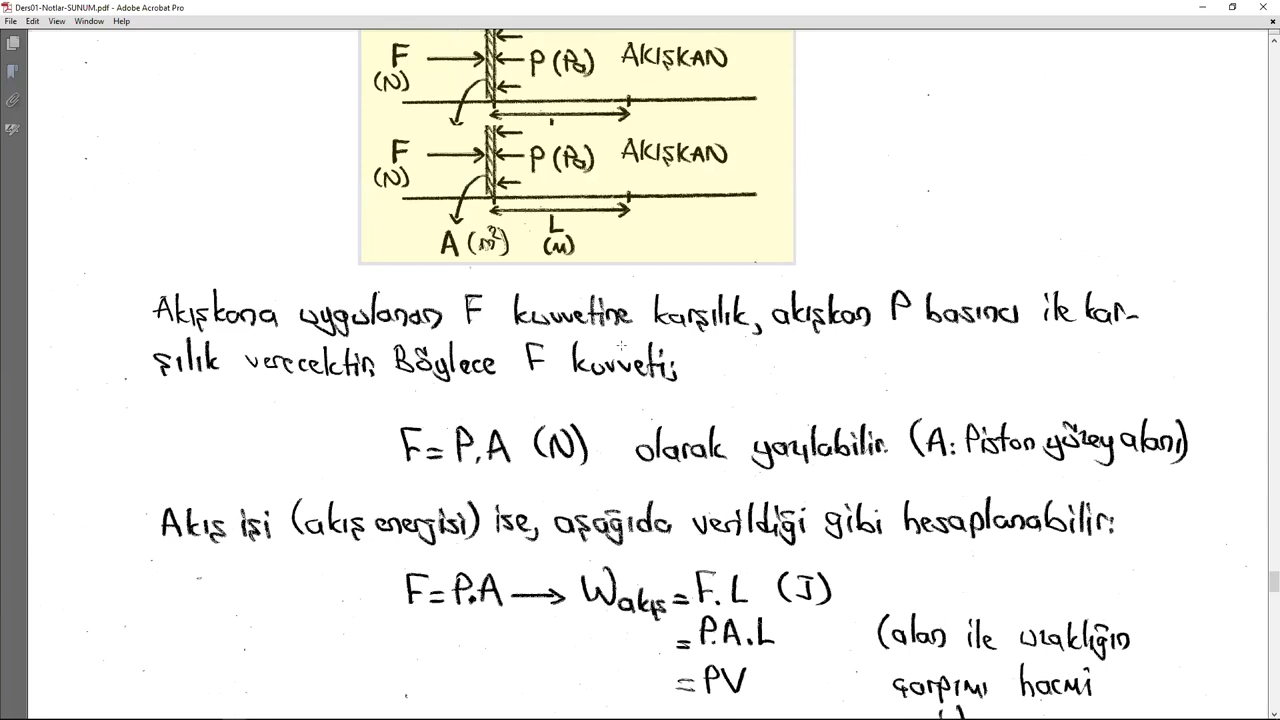 Ders01-Notlar-SUNUM.pdf - Adobe Acrobat Pro
File Edit View Window Help
F → P (Pa) AKIŞKAN
(N)
F → P (Pa) AKIŞKAN
(N)
A (m²) L
(m)
Akışkana uygulanan F kuvvetine karşılık, akışkan P basıncı ile kar-
şılık verecektir. Böylece F kuvveti;
F = P.A (N) olarak yazılabilir. (A: Piston yüzey alanı)
Akış işi (akış energisi) ise, aşağıda verildiği gibi hesaplanabilir:
F = P.A → Wakış = F.L (J)
= P.A.L (alan ile uzaklığın
= PV çarpımı hacmi